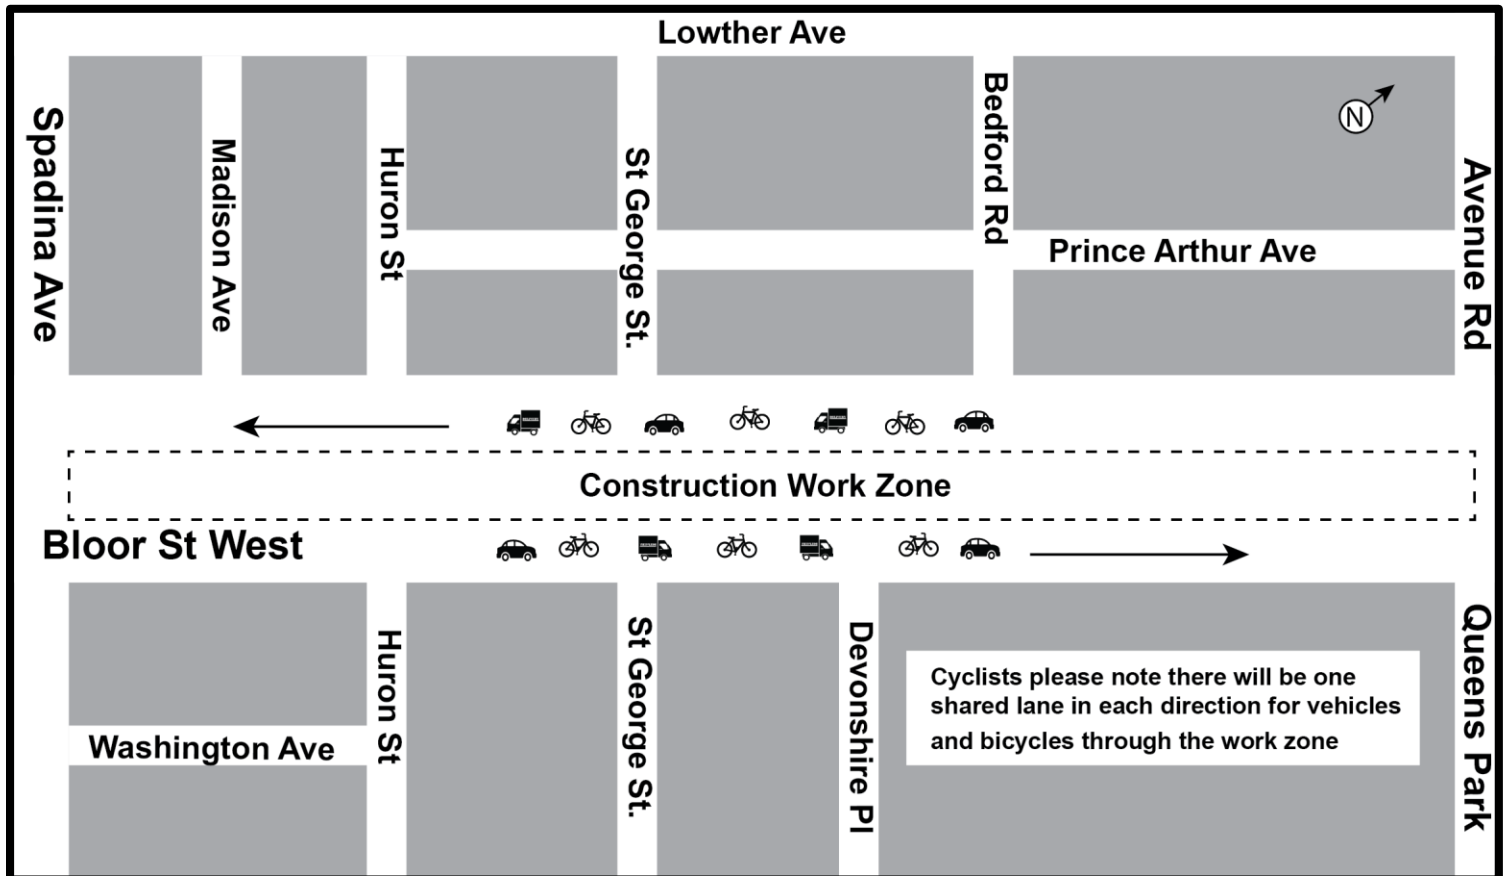 Lowther Ave
Spadina Ave
Madison Ave
Huron St
St George St.
Bedford Rd
N
Prince Arthur Ave
Avenue Rd
Construction Work Zone
Bloor St West
Huron St
St George St.
Devonshire Pl
Queens Park
Washington Ave
Cyclists please note there will be one
shared lane in each direction for vehicles
and bicycles through the work zone